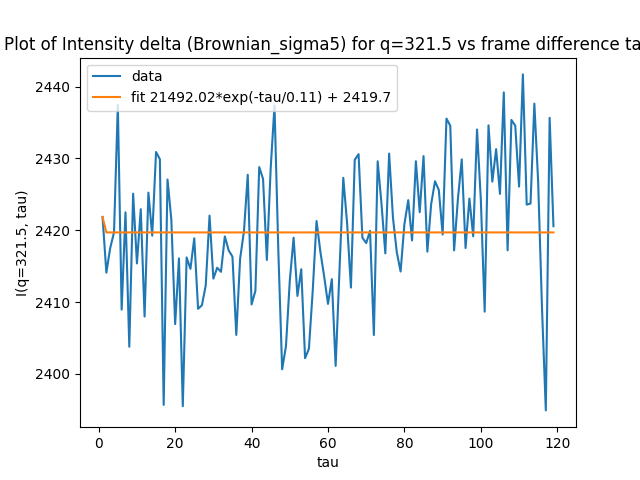 Plot of Intensity delta (Brownian_sigma5) for q=321.5 vs frame difference ta
data
fit 21492.02*exp(-tau/0.11) + 2419.7
2440
2430
2420
2410
2400
I(q=321.5, tau)
0 20 40 60 80 100 120
tau